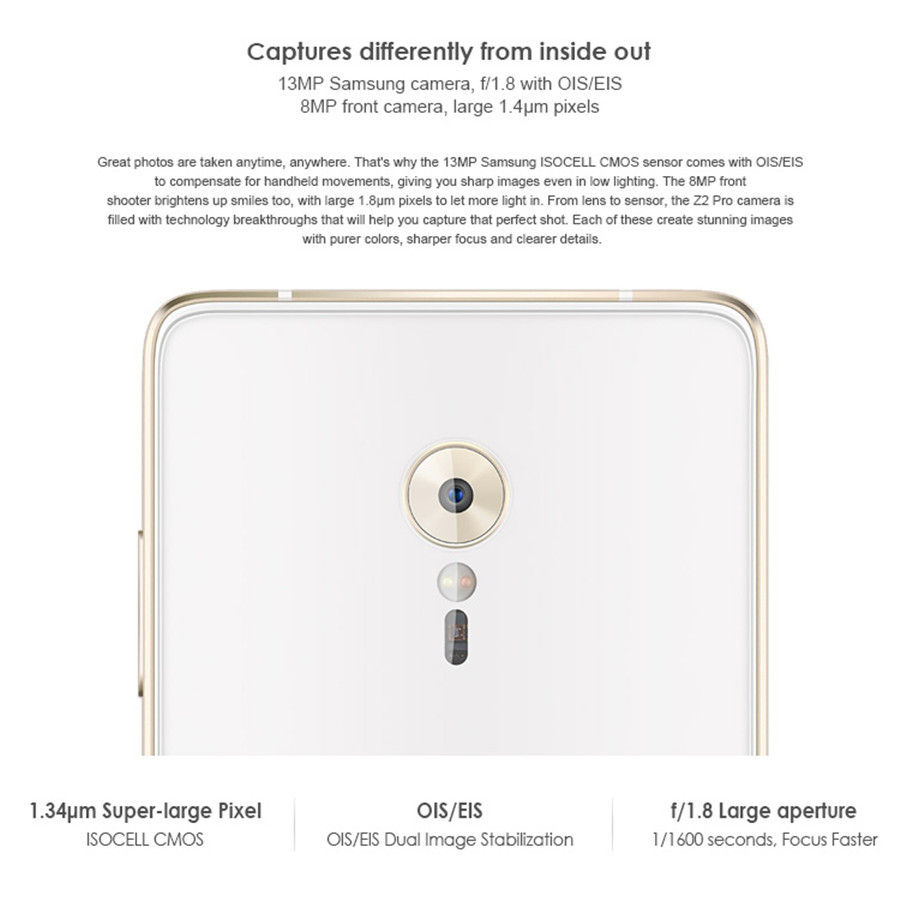 Captures differently from inside out
13MP Samsung camera, f/1.8 with OIS/EIS
8MP front camera, large 1.4μm pixels
Great photos are taken anytime, anywhere. That's why the 13MP Samsung ISOCELL CMOS sensor comes with OIS/EIS
to compensate for handheld movements, giving you sharp images even in low lighting. The 8MP front
shooter brightens up smiles too, with large 1.8μm pixels to let more light in. From lens to sensor, the Z2 Pro camera is
filled with technology breakthroughs that will help you capture that perfect shot. Each of these create stunning images
with purer colors, sharper focus and clearer details.
1.34μm Super-large Pixel
ISOCELL CMOS
OIS/EIS
OIS/EIS Dual Image Stabilization
f/1.8 Large aperture
1/1600 seconds, Focus Faster